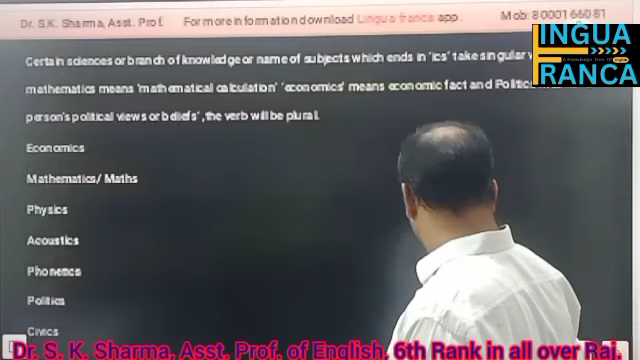 Dr. S.K. Sharma, Asst. Prof. For more information download Lingua franca app. Mob: 8000166081
LINGUA
FRANCA
Certain sciences or branch of knowledge or name of subjects which ends in 'ics' take singular
mathematics means 'mathematical calculation' 'economics' means economic fact and
person's political views or beliefs', the verb will be plural.
Economics
Mathematics/ Maths
Physics
Acoustics
Phonetics
Politics
Civics
Dr. S. K. Sharma, Asst. Prof. of English, 6th Rank in all over Raj.